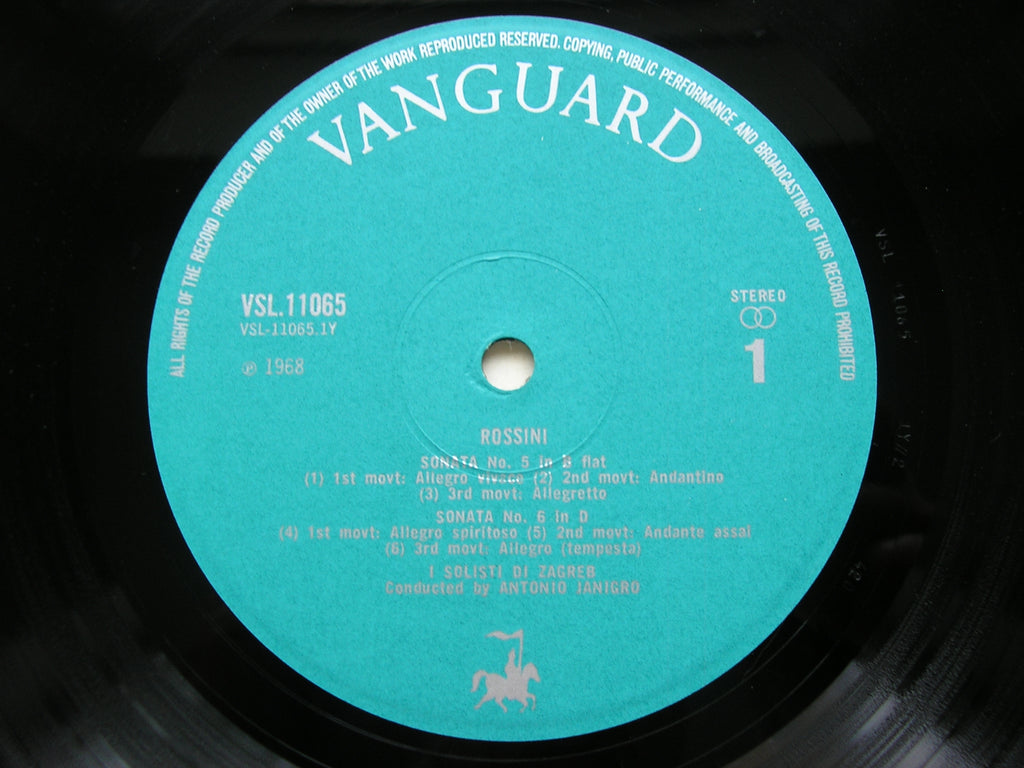 ALL RIGHTS OF THE RECORD PRODUCER AND OF THE OWNER OF THE WORK REPRODUCED RESERVED. COPYING, PUBLIC PERFORMANCE AND BROADCASTING OF THIS RECORD PROHIBITED
VANGUARD
VSL.11065
VSL-11065.1Y
℗ 1968
STEREO
1
ROSSINI
SONATA No. 5 in B flat
(1) 1st movt: Allegro vivace (2) 2nd movt: Andantino
(3) 3rd movt: Allegretto
SONATA No. 6 in D
(4) 1st movt: Allegro spiritoso (5) 2nd movt: Andante assai
(6) 3rd movt: Allegro (tempesta)
I SOLISTI DI ZAGREB
Conducted by ANTONIO JANIGRO
VSL 11065